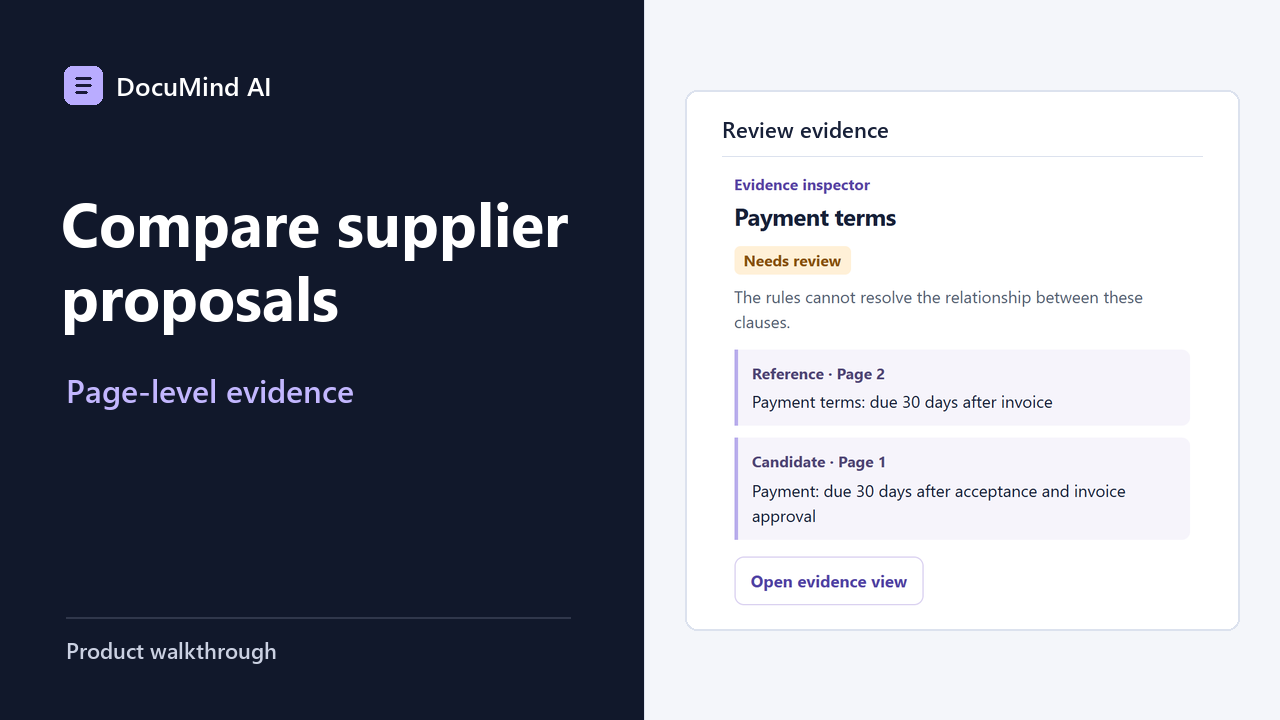 DocuMind AI
Compare supplier
proposals
Page-level evidence
Product walkthrough
Review evidence
Evidence inspector
Payment terms
Needs review
The rules cannot resolve the relationship between these
clauses.
Reference · Page 2
Payment terms: due 30 days after invoice
Candidate · Page 1
Payment: due 30 days after acceptance and invoice
approval
Open evidence view